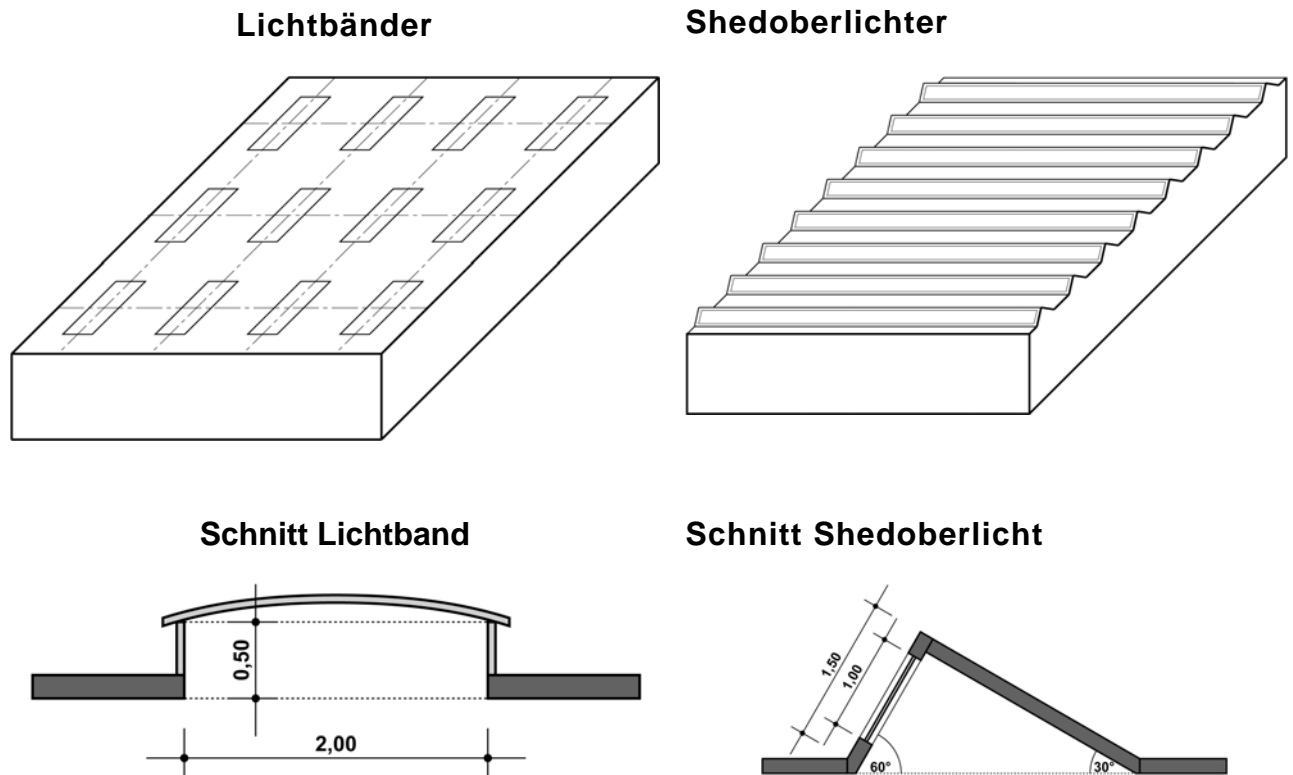 Lichtbänder
Shedoberlichter
Schnitt Lichtband
Schnitt Shedoberlicht
0,50
2,00
1,50
1,00
60°
30°